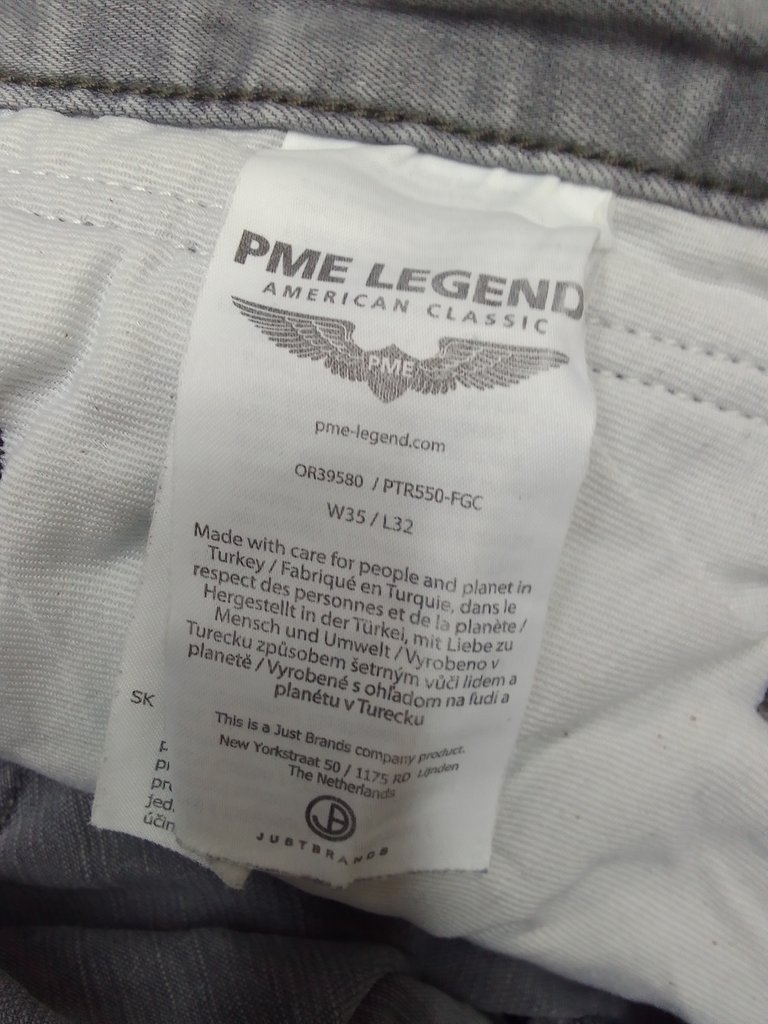 PME LEGEND
AMERICAN CLASSIC
PME
pme-legend.com
OR39580 / PTR550-FGC
W35 / L32
Made with care for people and planet in
Turkey / Fabriqué en Turquie, dans le
respect des personnes et de la planète /
Hergestellt in der Türkei, mit Liebe zu
Mensch und Umwelt / Vyrobeno v
Turecku způsobem šetrným vůči lidem a
planetě / Vyrobené s ohľadom na ľudí a
planétu v Turecku
This is a Just Brands company product.
New Yorkstraat 50 / 1175 RD Lijnden
The Netherlands
JB
JUSTBRANDS
SK